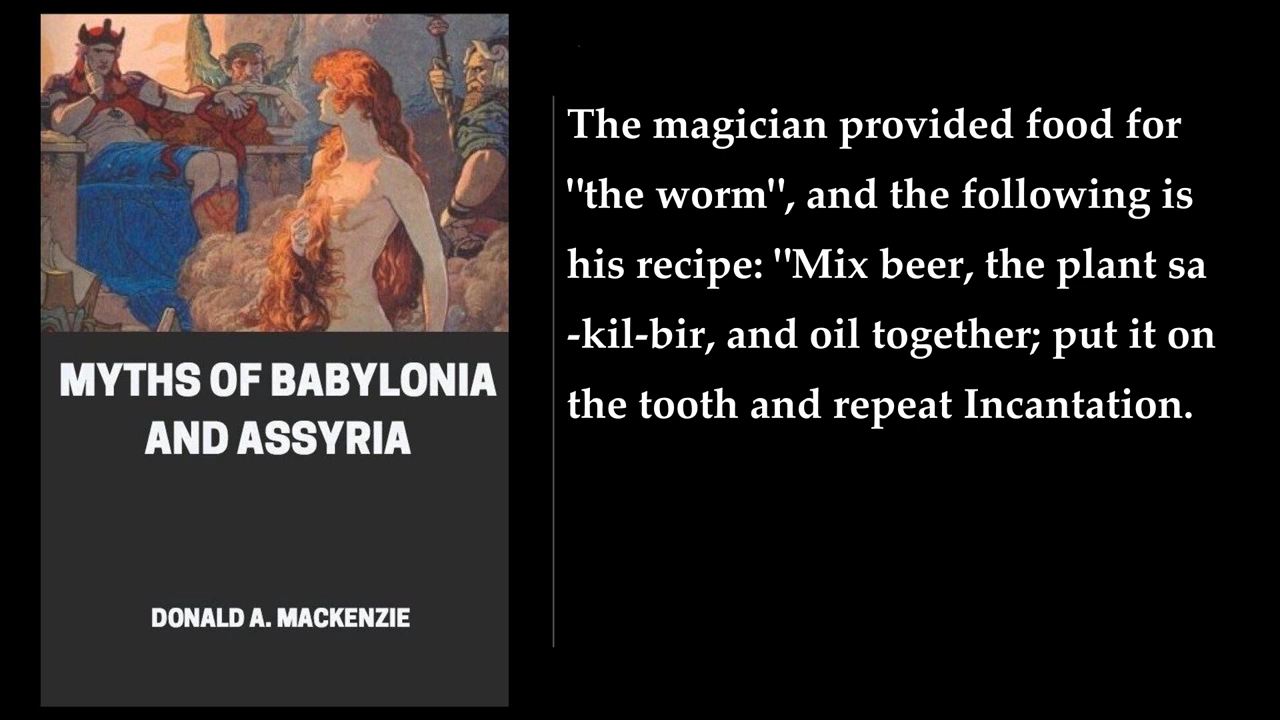 MYTHS OF BABYLONIA
AND ASSYRIA
DONALD A. MACKENZIE
The magician provided food for
"the worm", and the following is
his recipe: "Mix beer, the plant sa
-kil-bir, and oil together; put it on
the tooth and repeat Incantation.